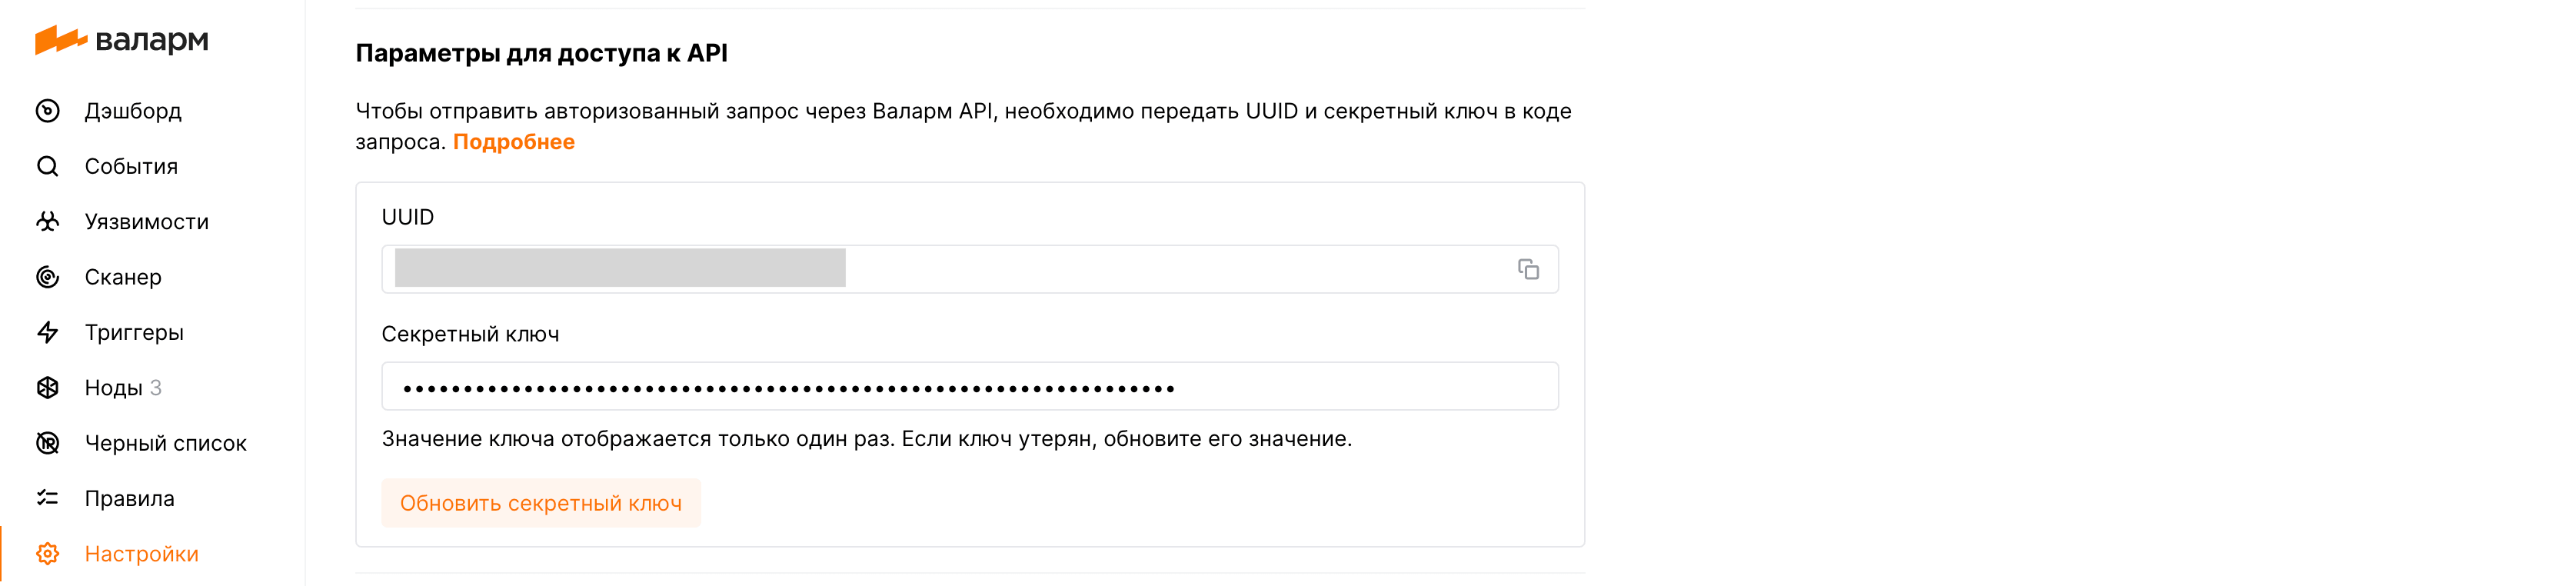 валарм
Дэшборд
События
Уязвимости
Сканер
Триггеры
Ноды 3
Черный список
Правила
Настройки
Параметры для доступа к API
Чтобы отправить авторизованный запрос через Валарм API, необходимо передать UUID и секретный ключ в коде
запроса. Подробнее
UUID
Секретный ключ
Значение ключа отображается только один раз. Если ключ утерян, обновите его значение.
Обновить секретный ключ